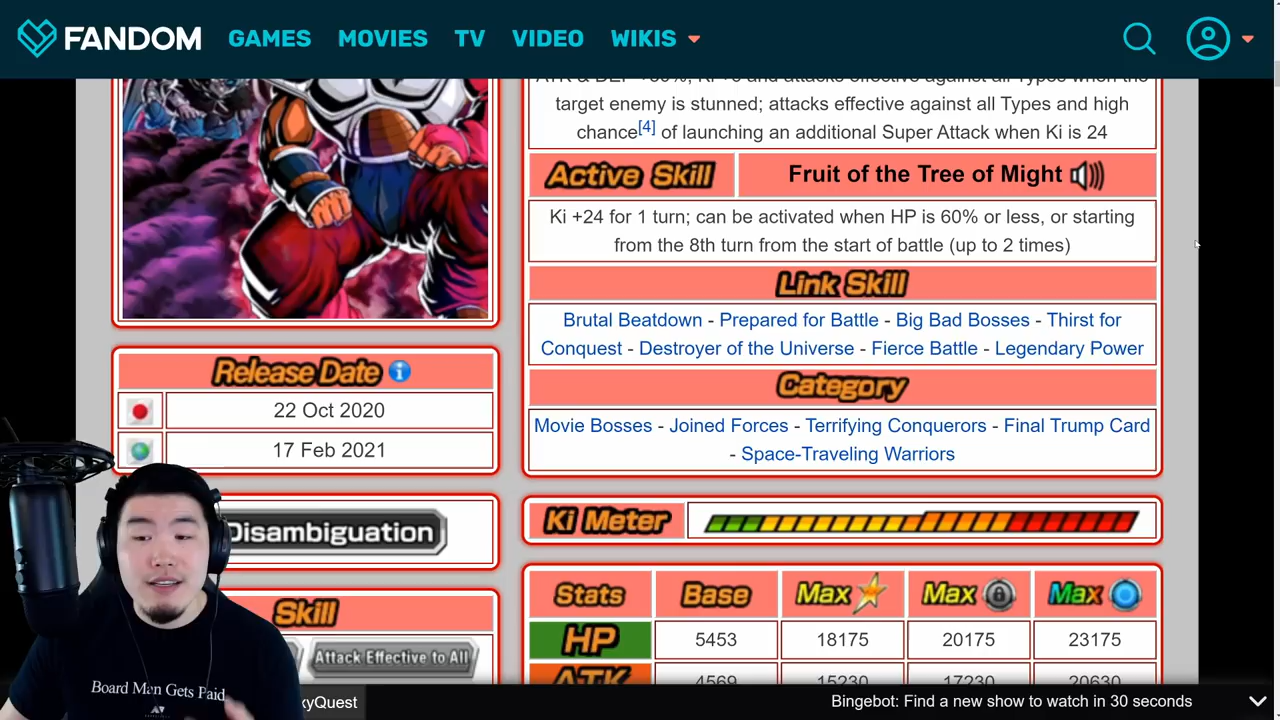 FANDOM GAMES MOVIES TV VIDEO WIKIS
target enemy is stunned; attacks effective against all Types and high
chance[4] of launching an additional Super Attack when Ki is 24
Active Skill Fruit of the Tree of Might
Ki +24 for 1 turn; can be activated when HP is 60% or less, or starting
from the 8th turn from the start of battle (up to 2 times)
Link Skill
Brutal Beatdown - Prepared for Battle - Big Bad Bosses - Thirst for
Conquest - Destroyer of the Universe - Fierce Battle - Legendary Power
Category
Movie Bosses - Joined Forces - Terrifying Conquerors - Final Trump Card
- Space-Traveling Warriors
Release Date
22 Oct 2020
17 Feb 2021
Disambiguation
Skill
Attack Effective to All
Ki Meter
Stats Base Max Max Max
HP 5453 18175 20175 23175
ATK 4569 15230 17230 20630
Board Man Gets Paid
xyQuest
Bingebot: Find a new show to watch in 30 seconds